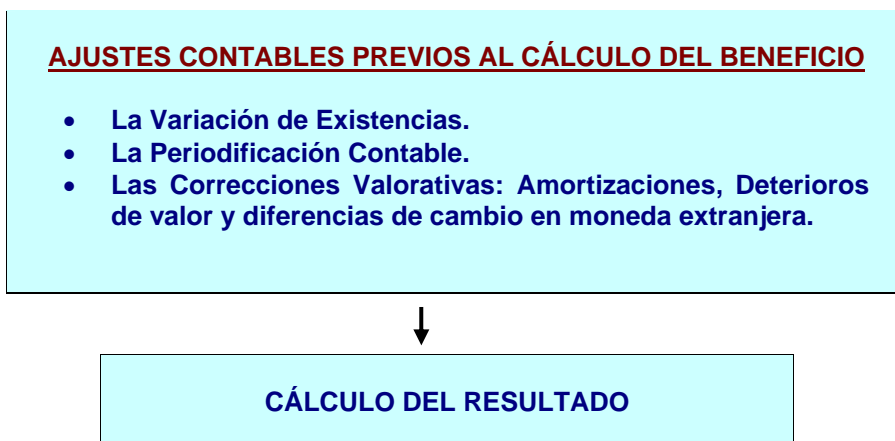 AJUSTES CONTABLES PREVIOS AL CÁLCULO DEL BENEFICIO
• La Variación de Existencias.
• La Periodificación Contable.
• Las Correcciones Valorativas: Amortizaciones, Deterioros
de valor y diferencias de cambio en moneda extranjera.
CÁLCULO DEL RESULTADO